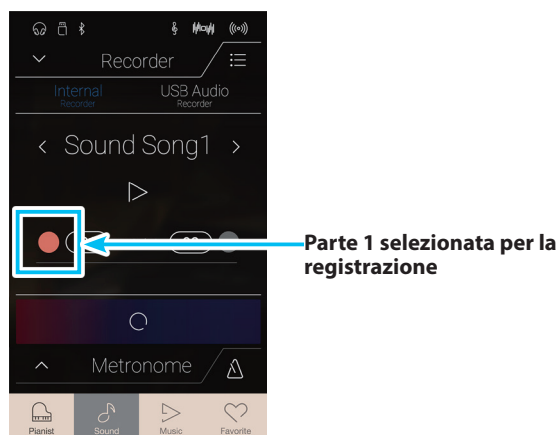 Recorder
Internal
Recorder
USB Audio
Recorder
Sound Song1
Parte 1 selezionata per la
registrazione
Metronome
Pianist
Sound
Music
Favorite